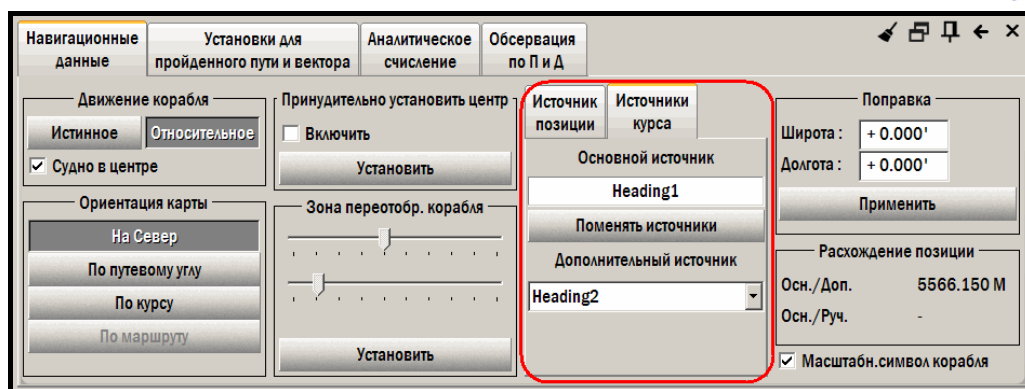 Навигационные данные
Установки для пройденного пути и вектора
Аналитическое счисление
Обсервация по П и Д
Движение корабля
Истинное
Относительное
Судно в центре
Ориентация карты
На Север
По путевому углу
По курсу
По маршруту
Принудительно установить центр
Включить
Установить
Зона переотобр. корабля
Установить
Источник позиции
Источники курса
Основной источник
Heading1
Поменять источники
Дополнительный источник
Heading2
Поправка
Широта : + 0.000'
Долгота : + 0.000'
Применить
Расхождение позиции
Осн./Доп. 5566.150 М
Осн./Руч. -
Масштабн.символ корабля